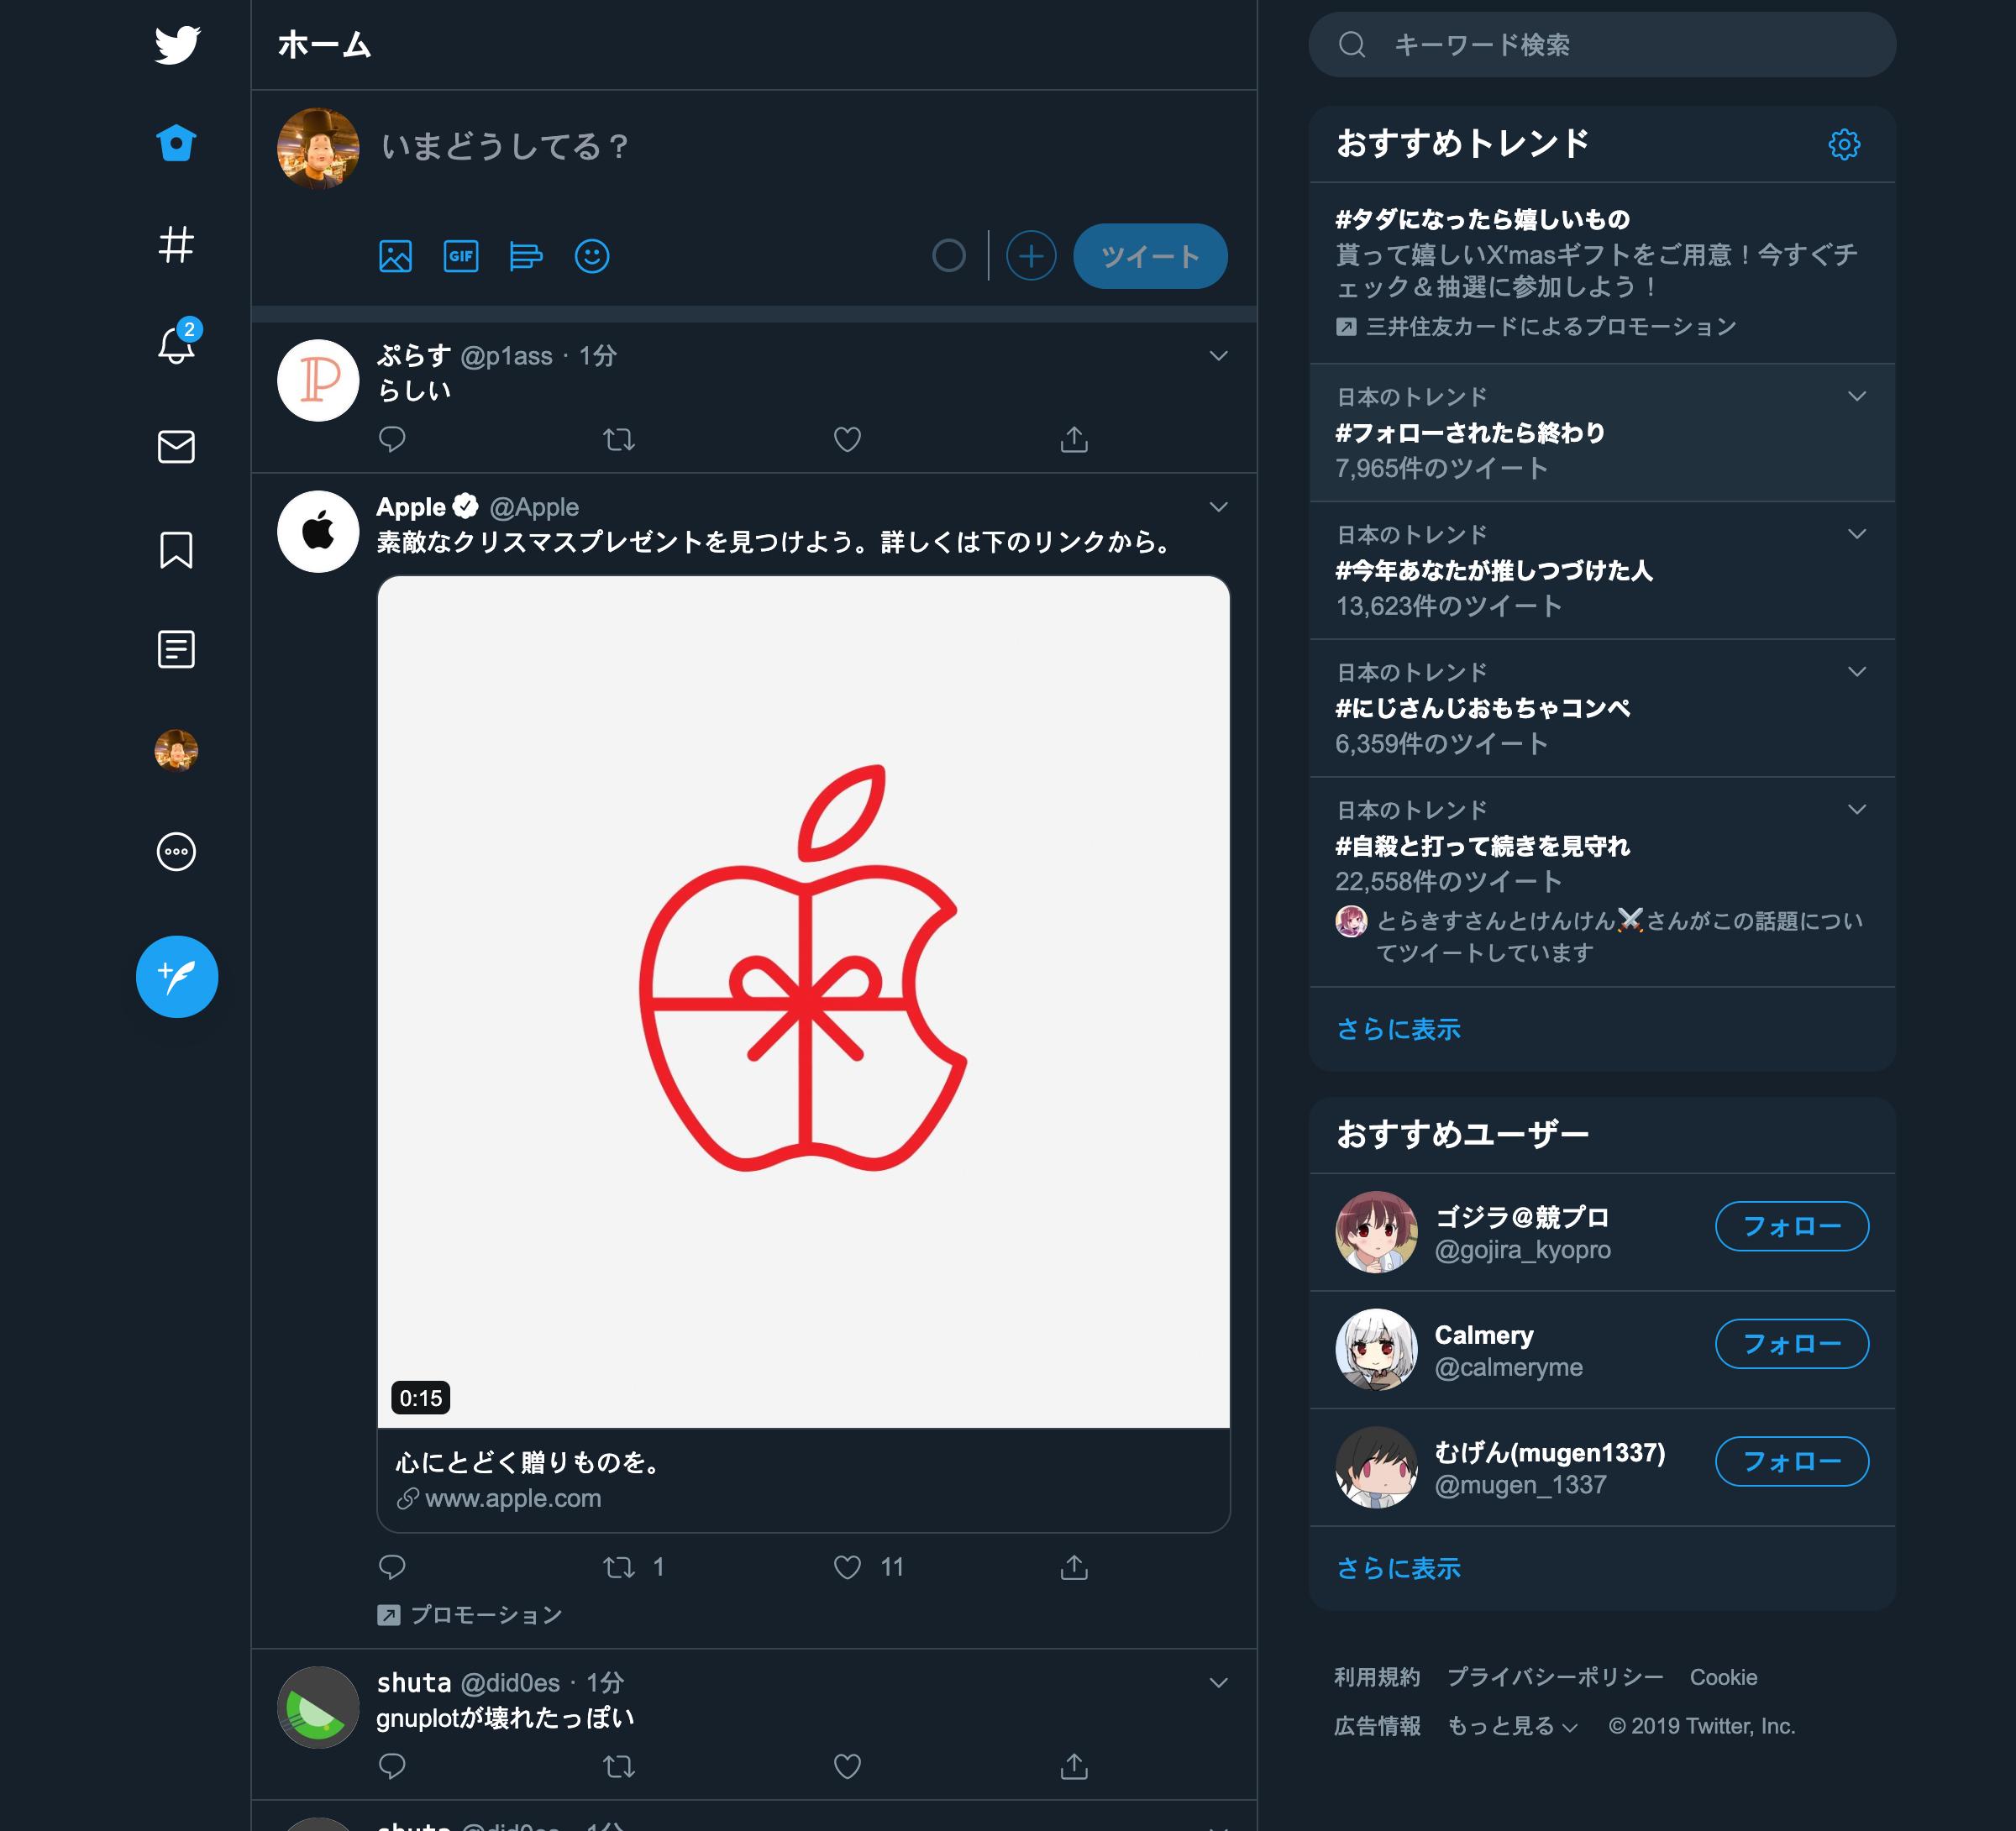 ホーム
いまどうしてる？
GIF
ツイート
2
ぷらす @p1ass · 1分
らしい
Apple @Apple
素敵なクリスマスプレゼントを見つけよう。詳しくは下のリンクから。
0:15
心にとどく贈りものを。
www.apple.com
1 11
プロモーション
shuta @did0es · 1分
gnuplotが壊れたっぽい
shuta @did0es · 1分
キーワード検索
おすすめトレンド
#タダになったら嬉しいもの
貰って嬉しいX'masギフトをご用意！今すぐチ
ェック＆抽選に参加しよう！
三井住友カードによるプロモーション
日本のトレンド
#フォローされたら終わり
7,965件のツイート
日本のトレンド
#今年あなたが推しつづけた人
13,623件のツイート
日本のトレンド
#にじさんじおもちゃコンペ
6,359件のツイート
日本のトレンド
#自殺と打って続きを見守れ
22,558件のツイート
とらきすさんとけんけん⚔️さんがこの話題につい
てツイートしています
さらに表示
おすすめユーザー
ゴジラ＠競プロ
@gojira_kyopro
フォロー
Calmery
@calmeryme
フォロー
むげん(mugen1337)
@mugen_1337
フォロー
さらに表示
利用規約 プライバシーポリシー Cookie
広告情報 もっと見る © 2019 Twitter, Inc.